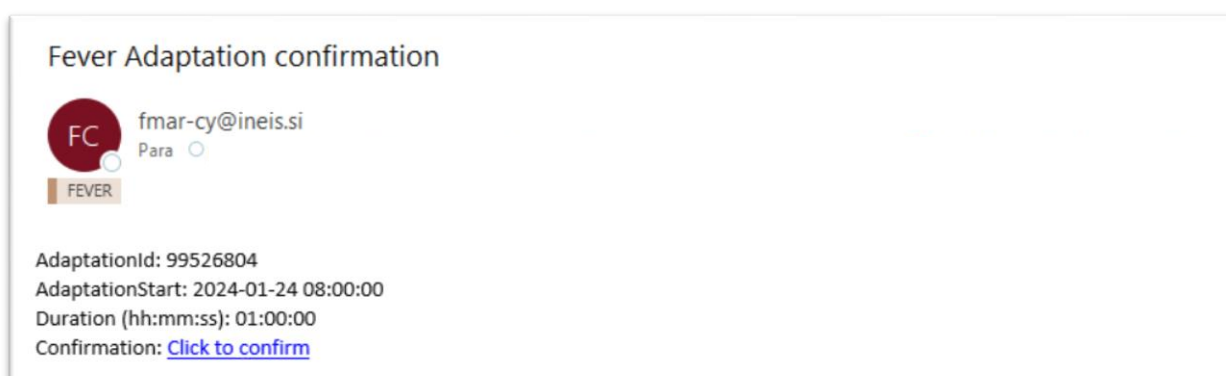 Fever Adaptation confirmation
FC
fmar-cy@ineis.si
Para
FEVER
AdaptationId: 99526804
AdaptationStart: 2024-01-24 08:00:00
Duration (hh:mm:ss): 01:00:00
Confirmation: Click to confirm